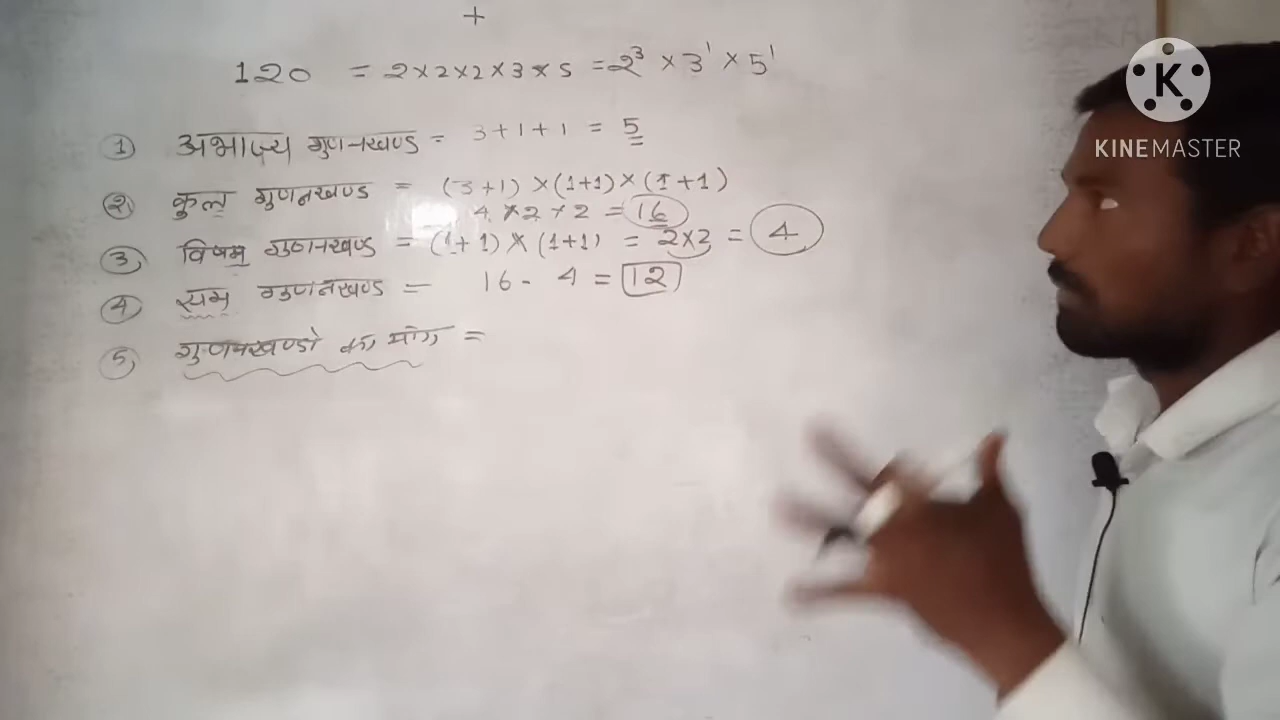 +
120 = 2×2×2×3×5 = 2³ × 3¹ × 5¹
① अभाज्य गुणनखण्ड = 3+1+1 = 5
② कुल गुणनखण्ड = (3+1) ×(1+1)×(1+1)
4 × 2 × 2 = 16
③ विषम गुणनखण्ड = (1+1) × (1+1) = 2×2 = 4
④ सम गुणनखण्ड = 16 - 4 = 12
⑤ गुणनखण्डो का योग =
K
KINEMASTER